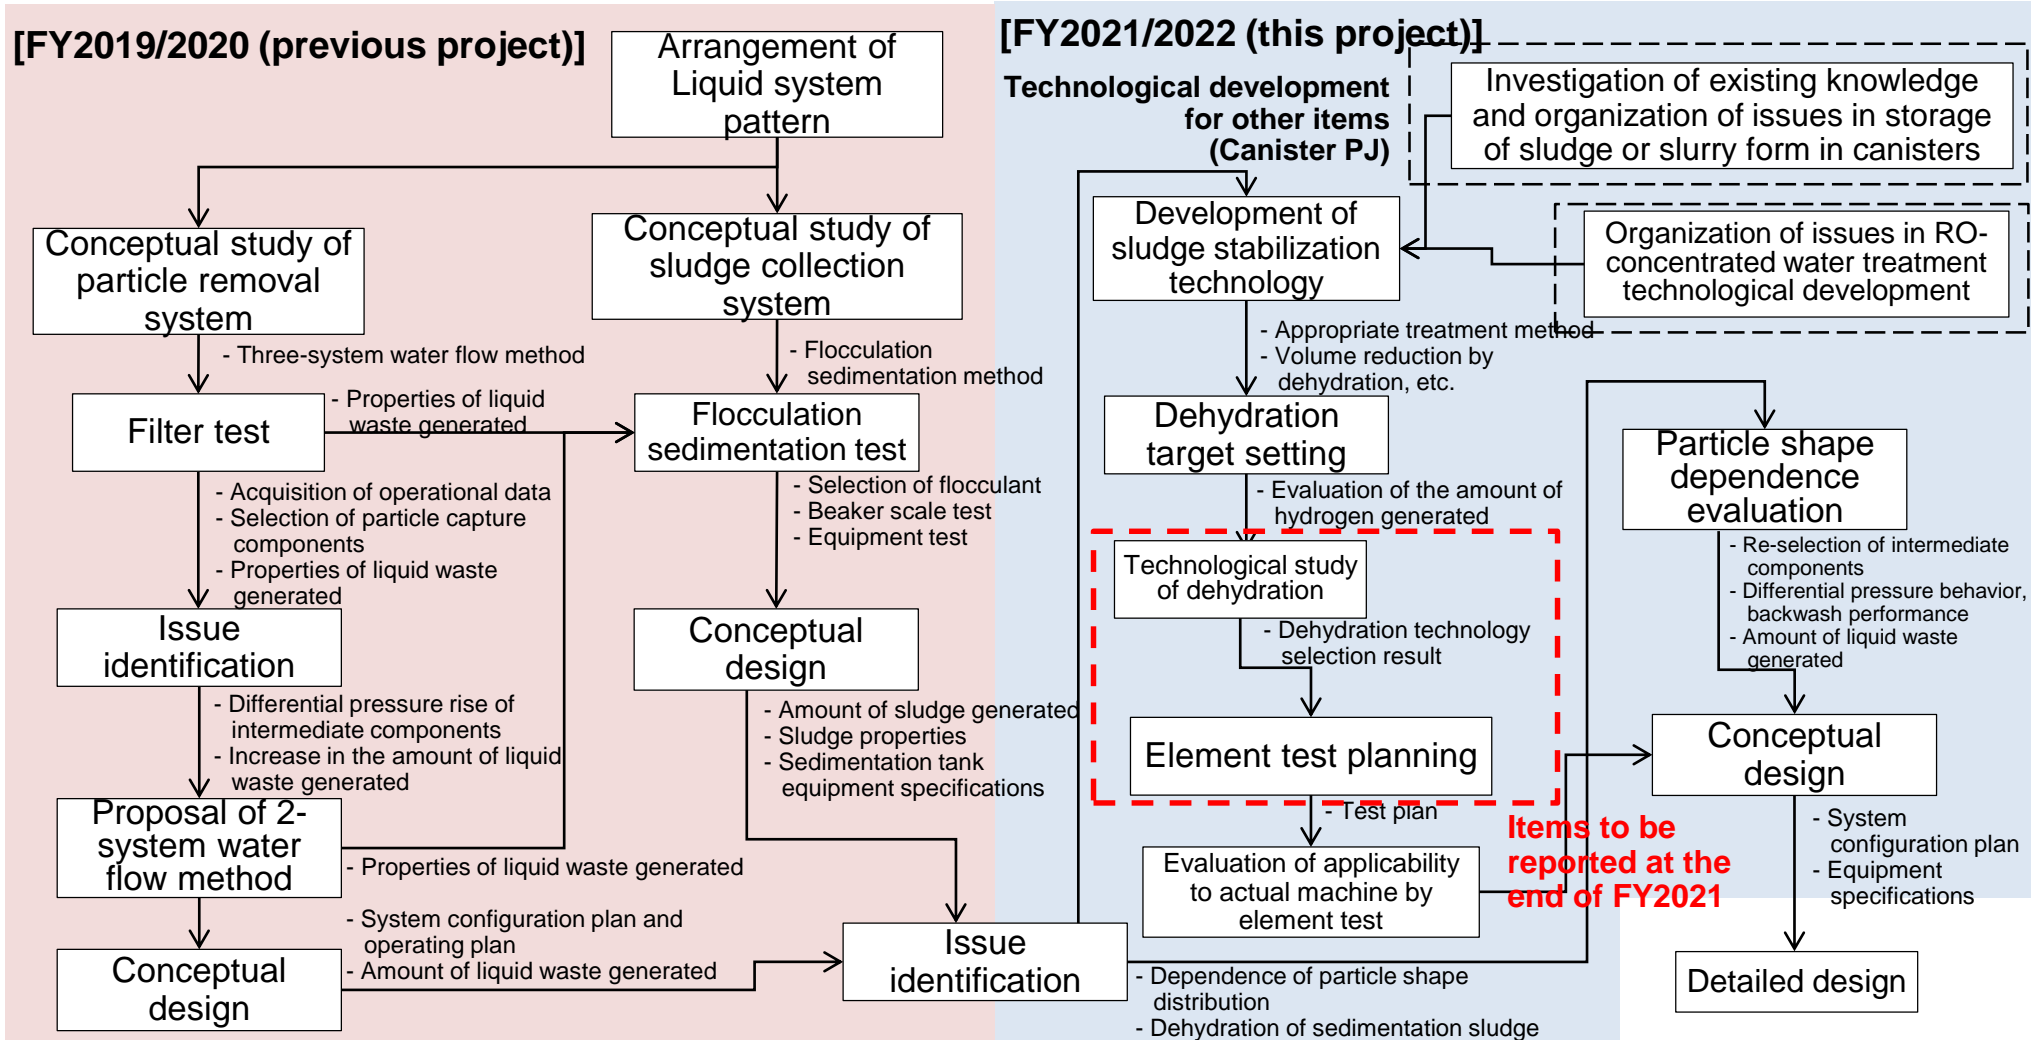 [FY2019/2020 (previous project)]
Arrangement of
Liquid system
pattern
Conceptual study of
particle removal
system
- Three-system water flow method
Conceptual study of
sludge collection
system
- Flocculation
sedimentation method
Filter test
- Properties of liquid
waste generated
Flocculation
sedimentation test
- Acquisition of operational data
- Selection of particle capture
components
- Properties of liquid waste
generated
- Selection of flocculant
- Beaker scale test
- Equipment test
Issue
identification
- Differential pressure rise of
intermediate components
- Increase in the amount of liquid
waste generated
Conceptual
design
- Amount of sludge generated
- Sludge properties
- Sedimentation tank
equipment specifications
Proposal of 2-
system water
flow method
- Properties of liquid waste generated
- System configuration plan and
operating plan
- Amount of liquid waste generated
Conceptual
design
Issue
identification
- Dependence of particle shape
distribution
- Dehydration of sedimentation sludge
[FY2021/2022 (this project)]
Technological development
for other items
(Canister PJ)
Investigation of existing knowledge
and organization of issues in storage
of sludge or slurry form in canisters
Development of
sludge stabilization
technology
Organization of issues in RO-
concentrated water treatment
technological development
- Appropriate treatment method
- Volume reduction by
dehydration, etc.
Dehydration
target setting
- Evaluation of the amount of
hydrogen generated
Technological study
of dehydration
- Dehydration technology
selection result
Element test planning
- Test plan
Items to be
reported at the
end of FY2021
Evaluation of applicability
to actual machine by
element test
Particle shape
dependence
evaluation
- Re-selection of intermediate
components
- Differential pressure behavior,
backwash performance
- Amount of liquid waste
generated
Conceptual
design
- System
configuration plan
- Equipment
specifications
Detailed design